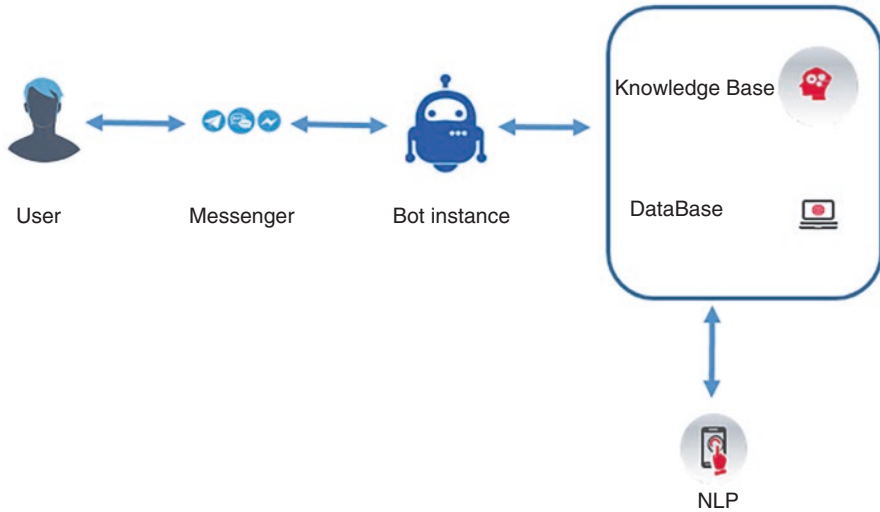 Knowledge Base
DataBase
User
Messenger
Bot instance
NLP